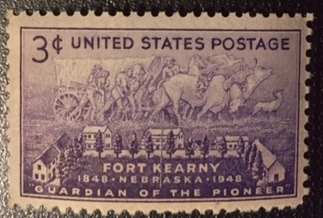 3¢ UNITED STATES POSTAGE
FORT KEARNY
1848 · NEBRASKA · 1948
"GUARDIAN OF THE PIONEER"